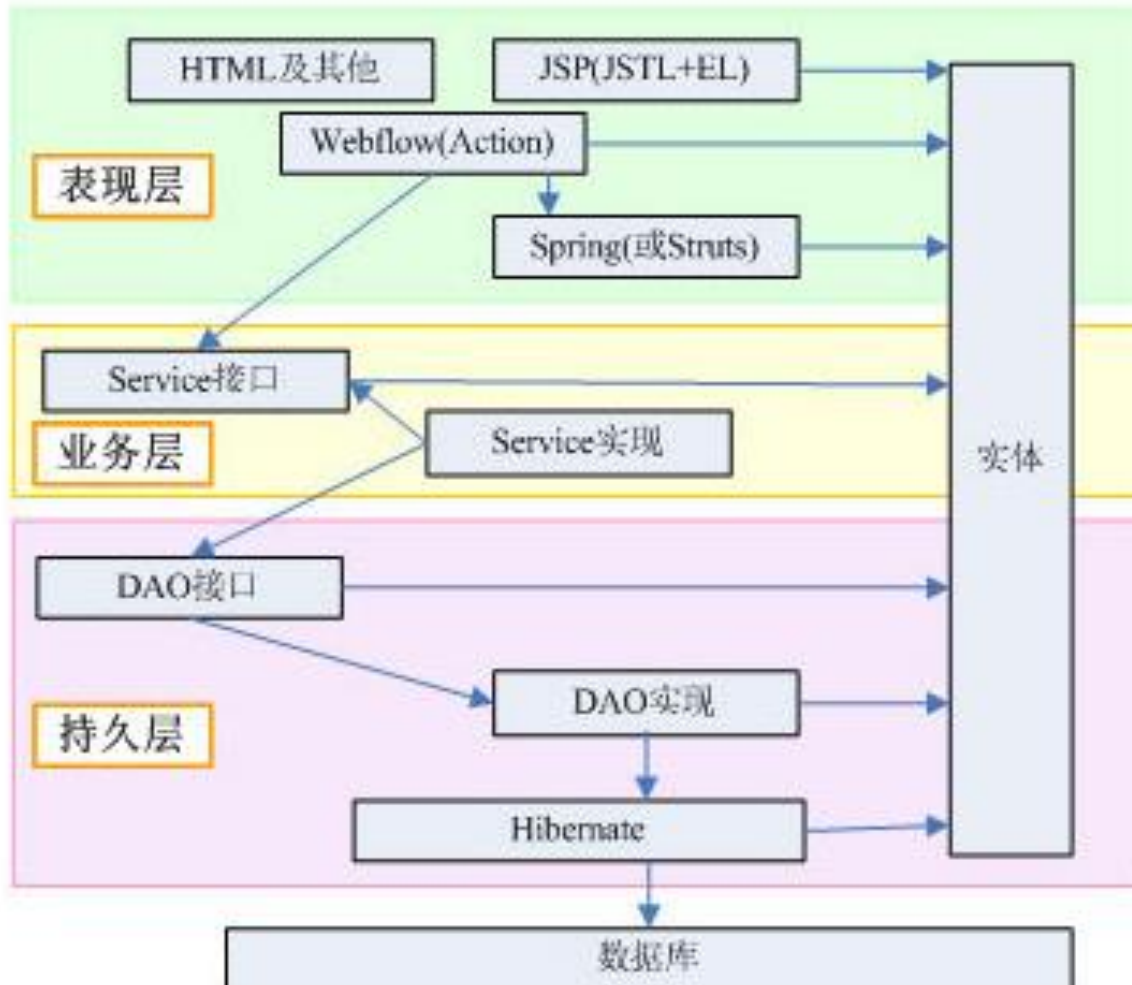 HTML及其他
JSP(JSTL+EL)
Webflow(Action)
表现层
Spring(或Struts)
Service接口
业务层
Service实现
实体
DAO接口
DAO实现
持久层
Hibernate
数据库